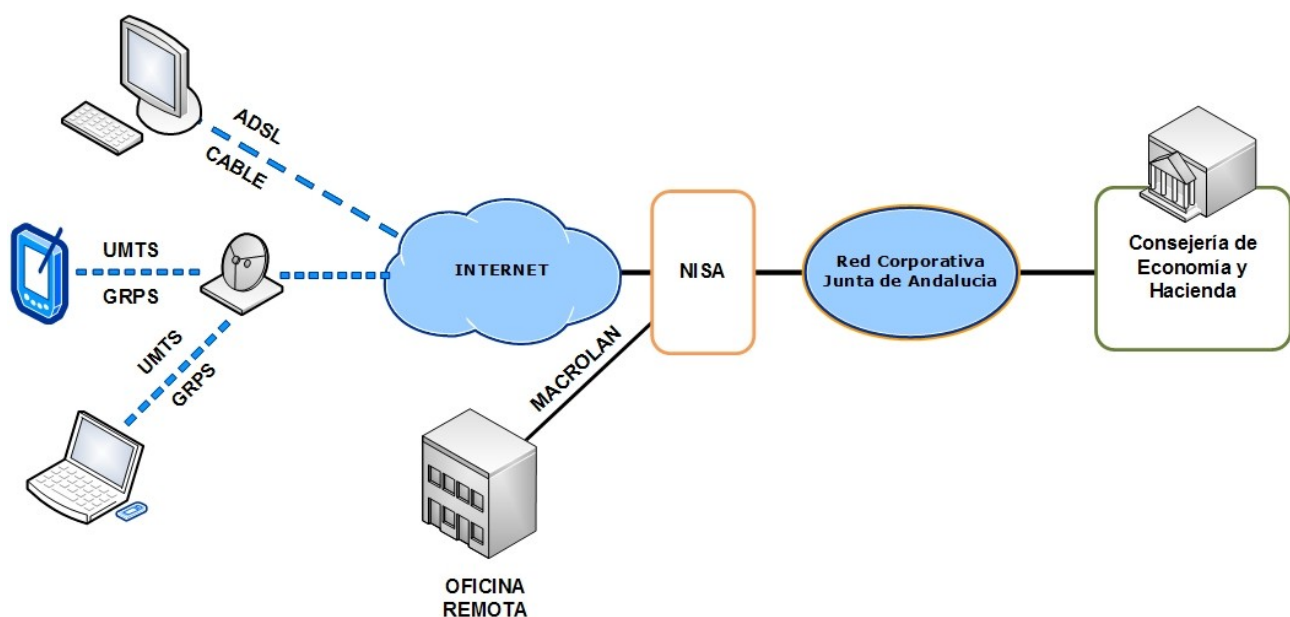 ADSL
CABLE
UMTS
GRPS
UMTS
GRPS
INTERNET
NISA
MACROLAN
Red Corporativa
Junta de Andalucia
Consejería de
Economía y
Hacienda
OFICINA
REMOTA